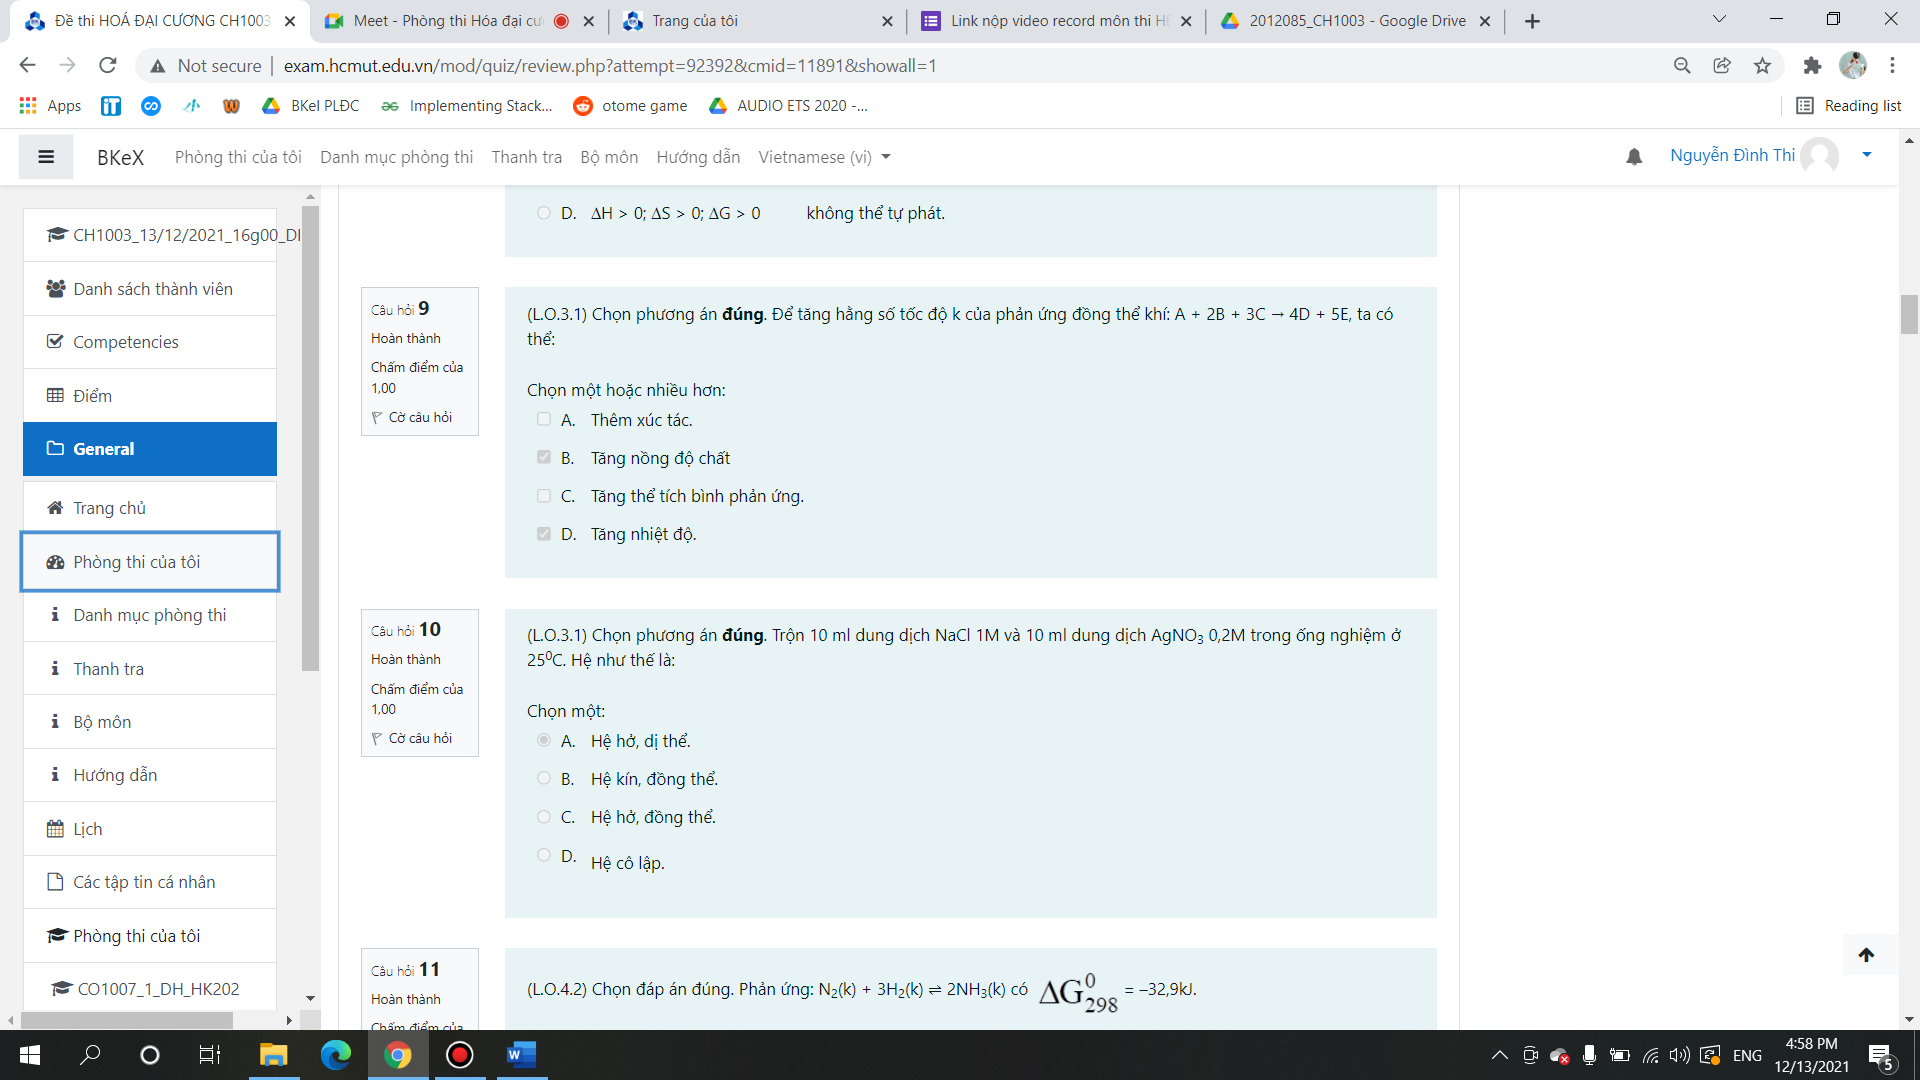 Đề thi HOÁ ĐẠI CƯƠNG CH1003
Meet - Phòng thi Hóa đại cư
Trang của tôi
Link nộp video record môn thi H
2012085_CH1003 - Google Drive
Not secure
exam.hcmut.edu.vn/mod/quiz/review.php?attempt=92392&cmid=11891&showall=1
Apps
BKel PLĐC
Implementing Stack...
otome game
AUDIO ETS 2020 -...
Reading list
BKeX
Phòng thi của tôi
Danh mục phòng thi
Thanh tra
Bộ môn
Hướng dẫn
Vietnamese (vi)
Nguyễn Đình Thi
CH1003_13/12/2021_16g00_DI
Danh sách thành viên
Competencies
Điểm
General
Trang chủ
Phòng thi của tôi
Danh mục phòng thi
Thanh tra
Bộ môn
Hướng dẫn
Lịch
Các tập tin cá nhân
Phòng thi của tôi
CO1007_1_DH_HK202
D. ΔH > 0; ΔS > 0; ΔG > 0 không thể tự phát.
Câu hỏi 9
Hoàn thành
Chấm điểm của
1,00
Cờ câu hỏi
(L.O.3.1) Chọn phương án đúng. Để tăng hằng số tốc độ k của phản ứng đồng thể khí: A + 2B + 3C → 4D + 5E, ta có
thể:
Chọn một hoặc nhiều hơn:
A. Thêm xúc tác.
B. Tăng nồng độ chất
C. Tăng thể tích bình phản ứng.
D. Tăng nhiệt độ.
Câu hỏi 10
Hoàn thành
Chấm điểm của
1,00
Cờ câu hỏi
(L.O.3.1) Chọn phương án đúng. Trộn 10 ml dung dịch NaCl 1M và 10 ml dung dịch AgNO₃ 0,2M trong ống nghiệm ở
25⁰C. Hệ như thế là:
Chọn một:
A. Hệ hở, dị thể.
B. Hệ kín, đồng thể.
C. Hệ hở, đồng thể.
D. Hệ cô lập.
Câu hỏi 11
Hoàn thành
Chấm điểm của
(L.O.4.2) Chọn đáp án đúng. Phản ứng: N₂(k) + 3H₂(k) ⇌ 2NH₃(k) có ΔG⁰₂₉₈ = –32,9kJ.
ENG
4:58 PM
12/13/2021
5